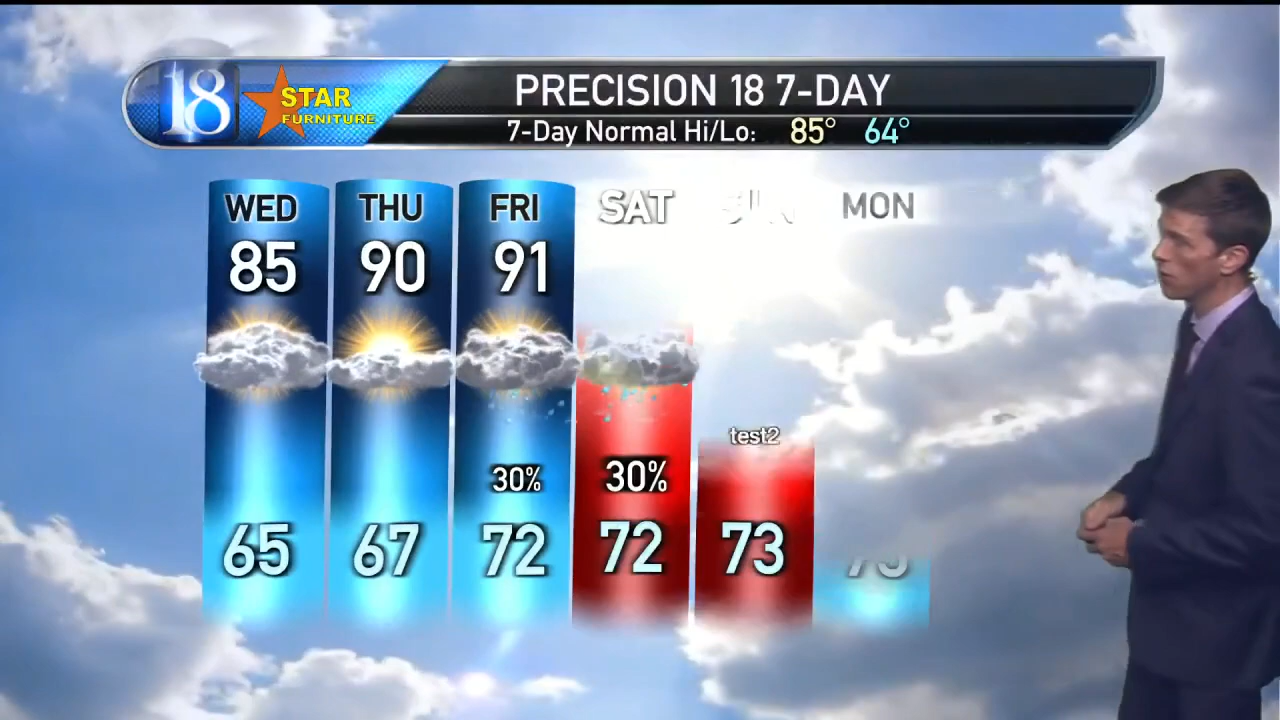 18
STAR
FURNITURE
PRECISION 18 7-DAY
7-Day Normal Hi/Lo: 85° 64°
WED THU FRI SAT SUN MON
85 90 91
test2
30% 30%
65 67 72 72 73